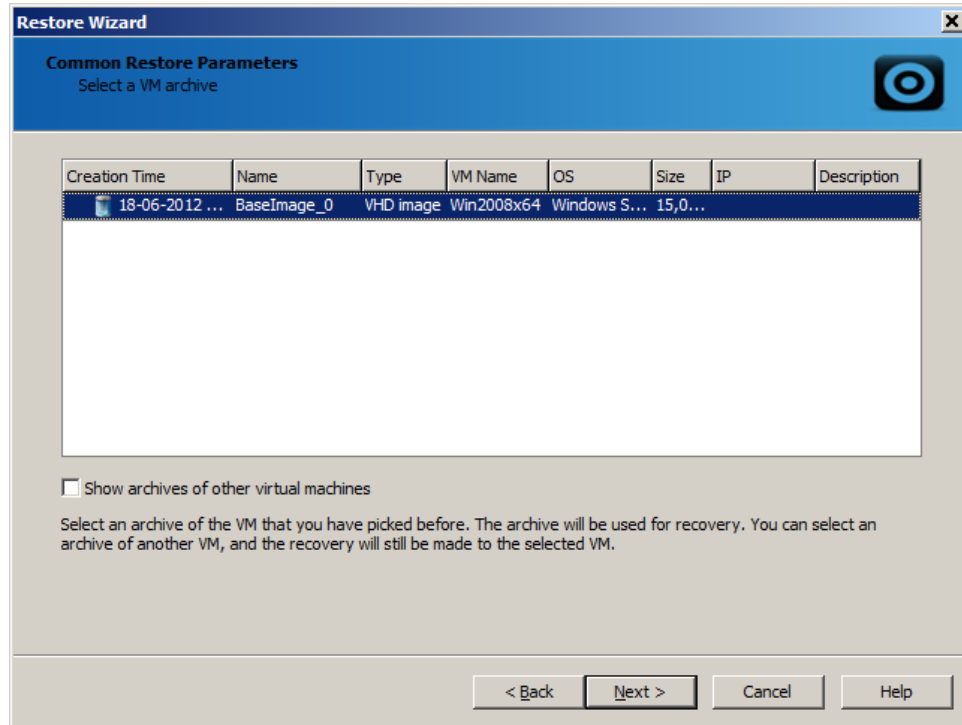 Restore Wizard
Common Restore Parameters
Select a VM archive
Creation Time Name Type VM Name OS Size IP Description
18-06-2012 ... BaseImage_0 VHD image Win2008x64 Windows S... 15,0...
Show archives of other virtual machines
Select an archive of the VM that you have picked before. The archive will be used for recovery. You can select an
archive of another VM, and the recovery will still be made to the selected VM.
< Back Next > Cancel Help